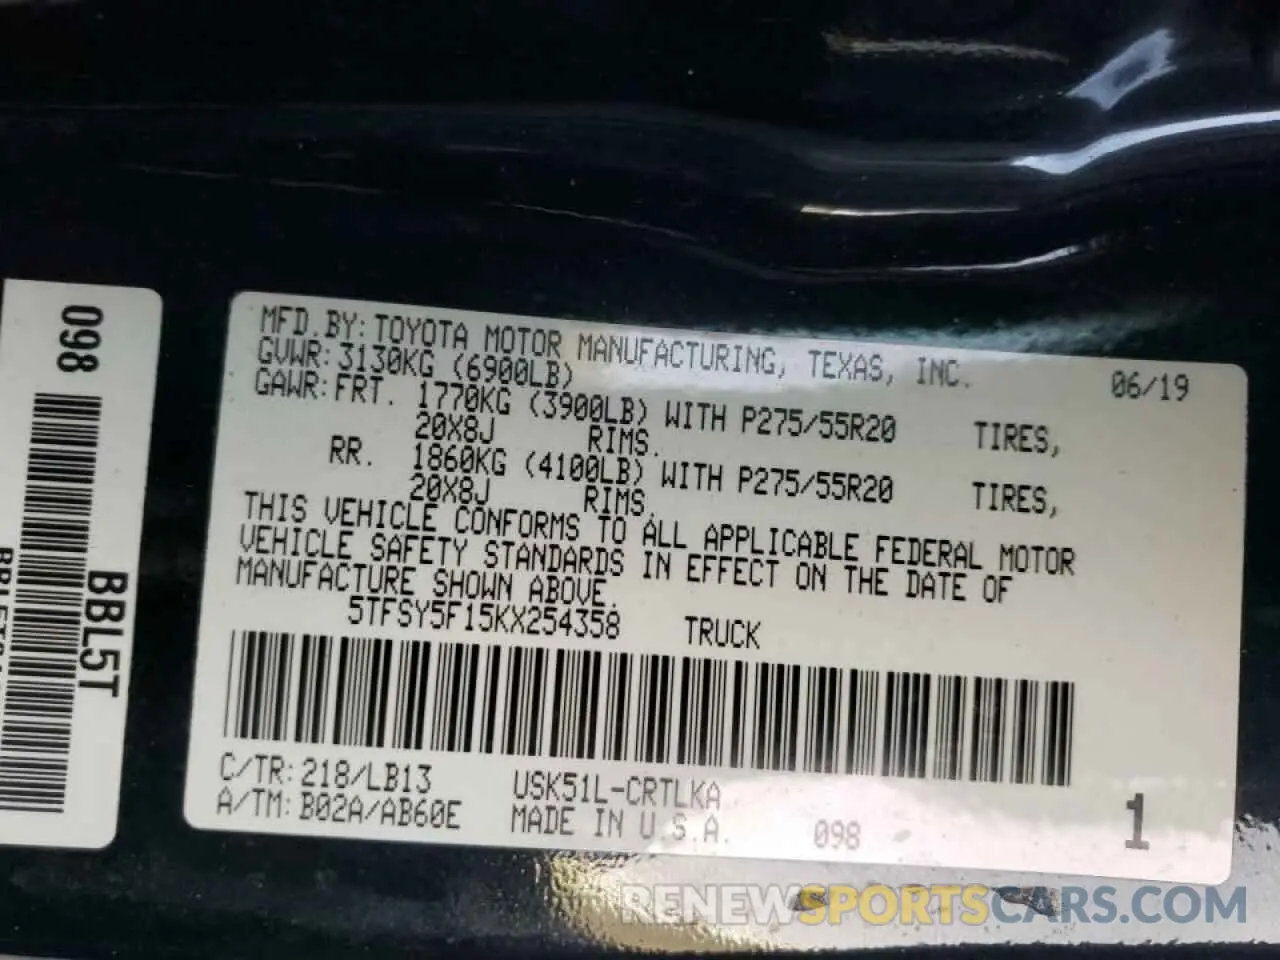 MFD.BY: TOYOTA MOTOR MANUFACTURING, TEXAS, INC. 06/19
GVWR: 3130KG (6900LB)
GAWR: FRT. 1770KG (3900LB) WITH P275/55R20 TIRES,
20X8J RIMS.
RR. 1860KG (4100LB) WITH P275/55R20 TIRES,
20X8J RIMS.
THIS VEHICLE CONFORMS TO ALL APPLICABLE FEDERAL MOTOR
VEHICLE SAFETY STANDARDS IN EFFECT ON THE DATE OF
MANUFACTURE SHOWN ABOVE.
5TFSY5F15KX254358 TRUCK
C/TR: 218/LB13 USK51L-CRTLKA
A/TM: B02A/AB60E MADE IN U.S.A. 098 1
098
BBL5T
RENEWSPORTSCARS.COM